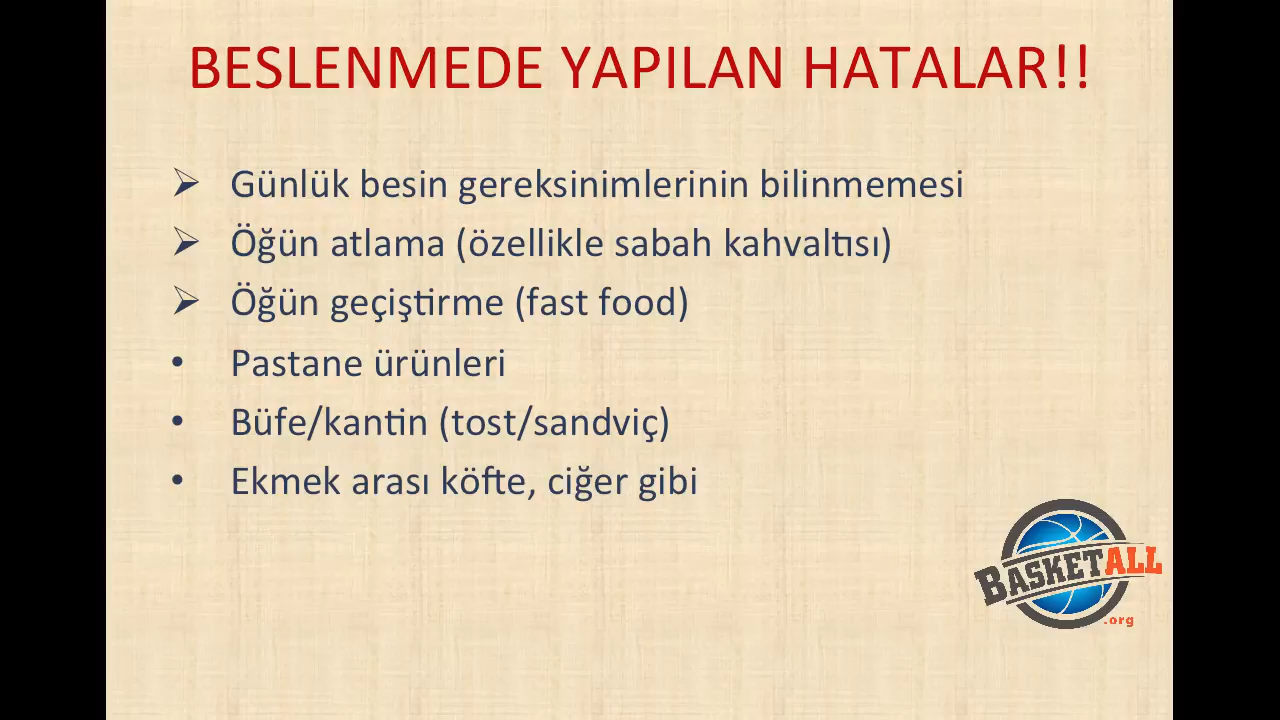 BESLENMEDE YAPILAN HATALAR!!
➢ Günlük besin gereksinimlerinin bilinmemesi
➢ Öğün atlama (özellikle sabah kahvaltısı)
➢ Öğün geçiştirme (fast food)
• Pastane ürünleri
• Büfe/kantin (tost/sandviç)
• Ekmek arası köfte, ciğer gibi
BASKETALL
.org